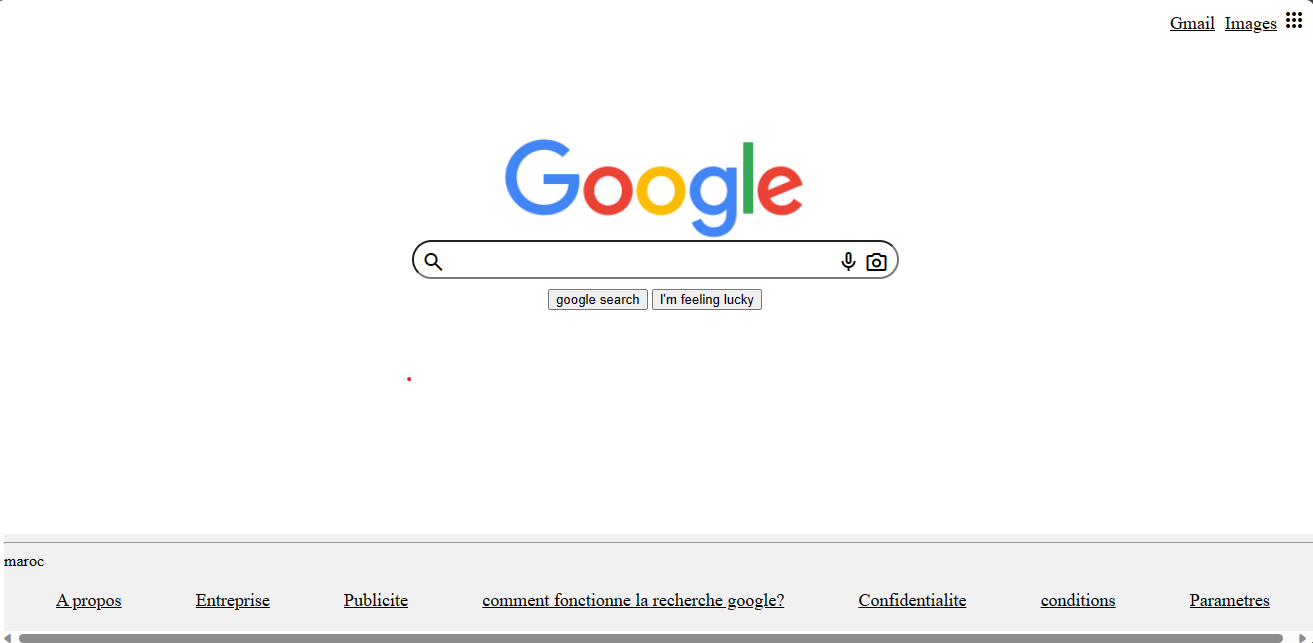 Gmail Images
Google
google search I'm feeling lucky
maroc
A propos Entreprise Publicite comment fonctionne la recherche google? Confidentialite conditions Parametres